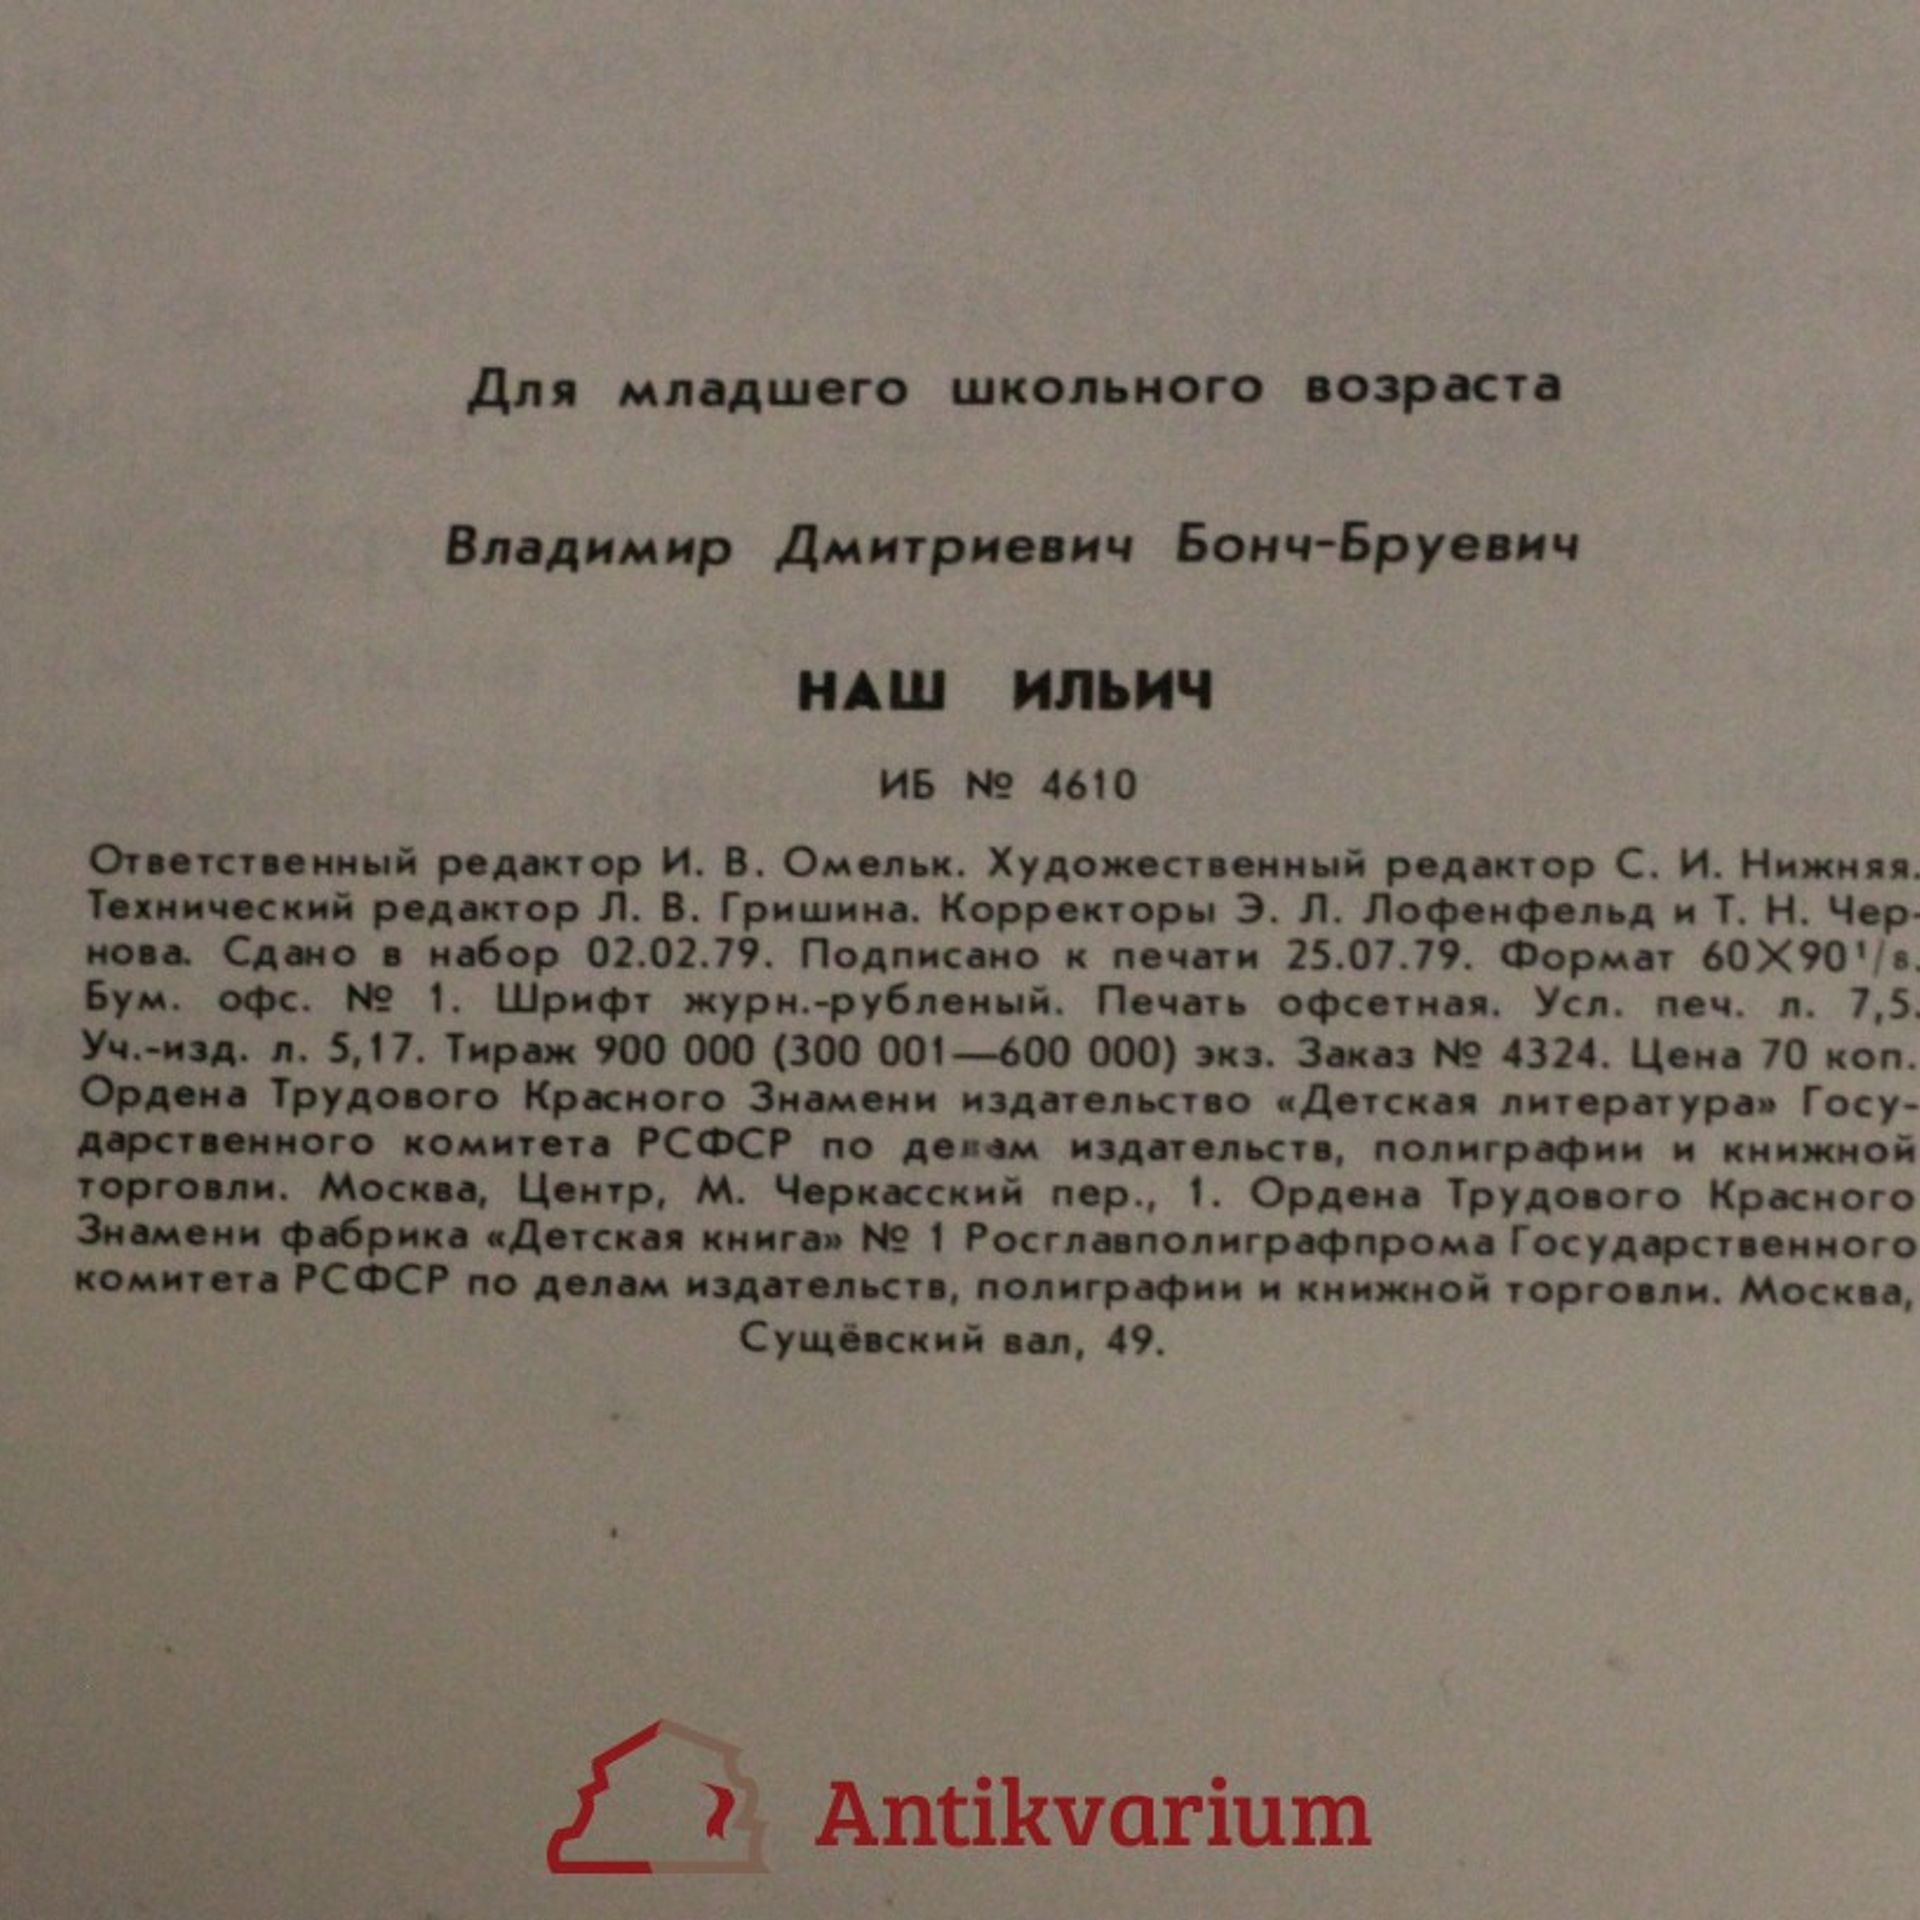 Для младшего школьного возраста
Владимир Дмитриевич Бонч-Бруевич
НАШ ИЛЬИЧ
ИБ № 4610
Ответственный редактор И. В. Омельк. Художественный редактор С. И. Нижняя.
Технический редактор Л. В. Гришина. Корректоры Э. Л. Лофенфельд и Т. Н. Чер-
нова. Сдано в набор 02.02.79. Подписано к печати 25.07.79. Формат 60X90¹/₈.
Бум. офс. № 1. Шрифт журн.-рубленый. Печать офсетная. Усл. печ. л. 7,5.
Уч.-изд. л. 5,17. Тираж 900 000 (300 001—600 000) экз. Заказ № 4324. Цена 70 коп.
Ордена Трудового Красного Знамени издательство «Детская литература» Госу-
дарственного комитета РСФСР по делам издательств, полиграфии и книжной
торговли. Москва, Центр, М. Черкасский пер., 1. Ордена Трудового Красного
Знамени фабрика «Детская книга» № 1 Росглавполиграфпрома Государственного
комитета РСФСР по делам издательств, полиграфии и книжной торговли. Москва,
Сущёвский вал, 49.
Antikvarium